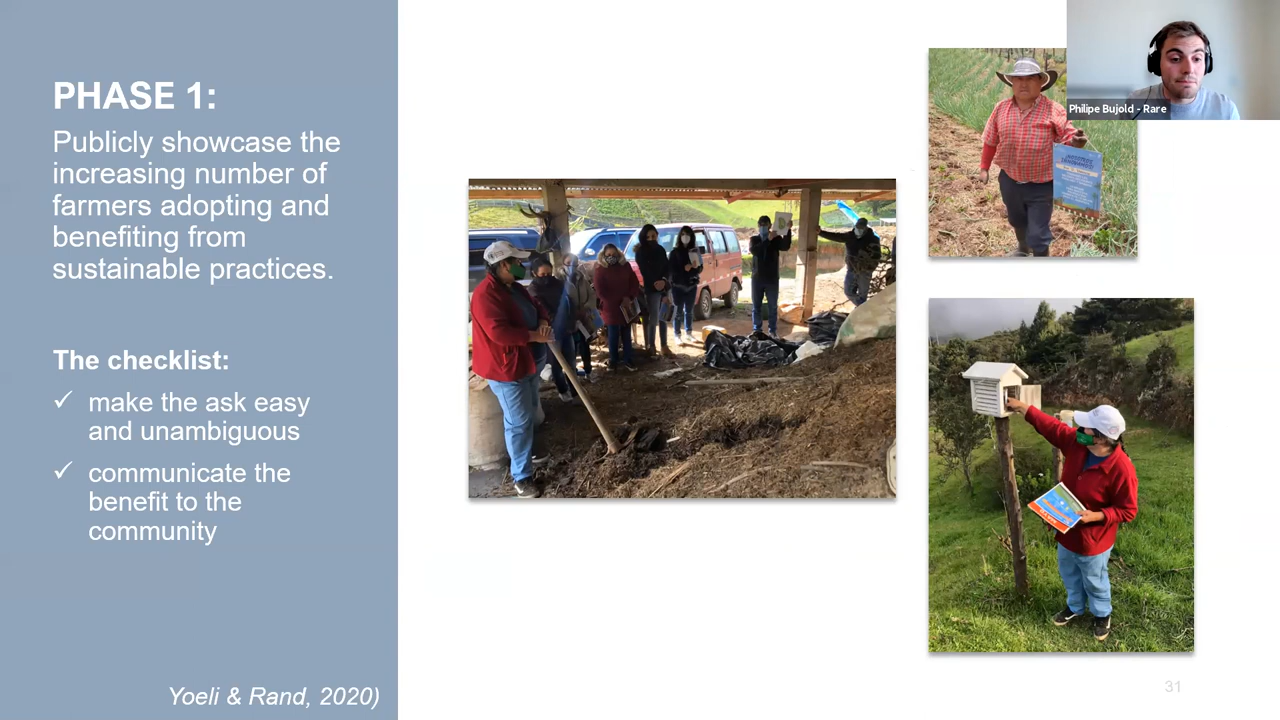 PHASE 1:
Publicly showcase the
increasing number of
farmers adopting and
benefiting from
sustainable practices.
The checklist:
✓ make the ask easy
and unambiguous
✓ communicate the
benefit to the
community
Yoeli & Rand, 2020)
Philipe Bujold - Rare
31